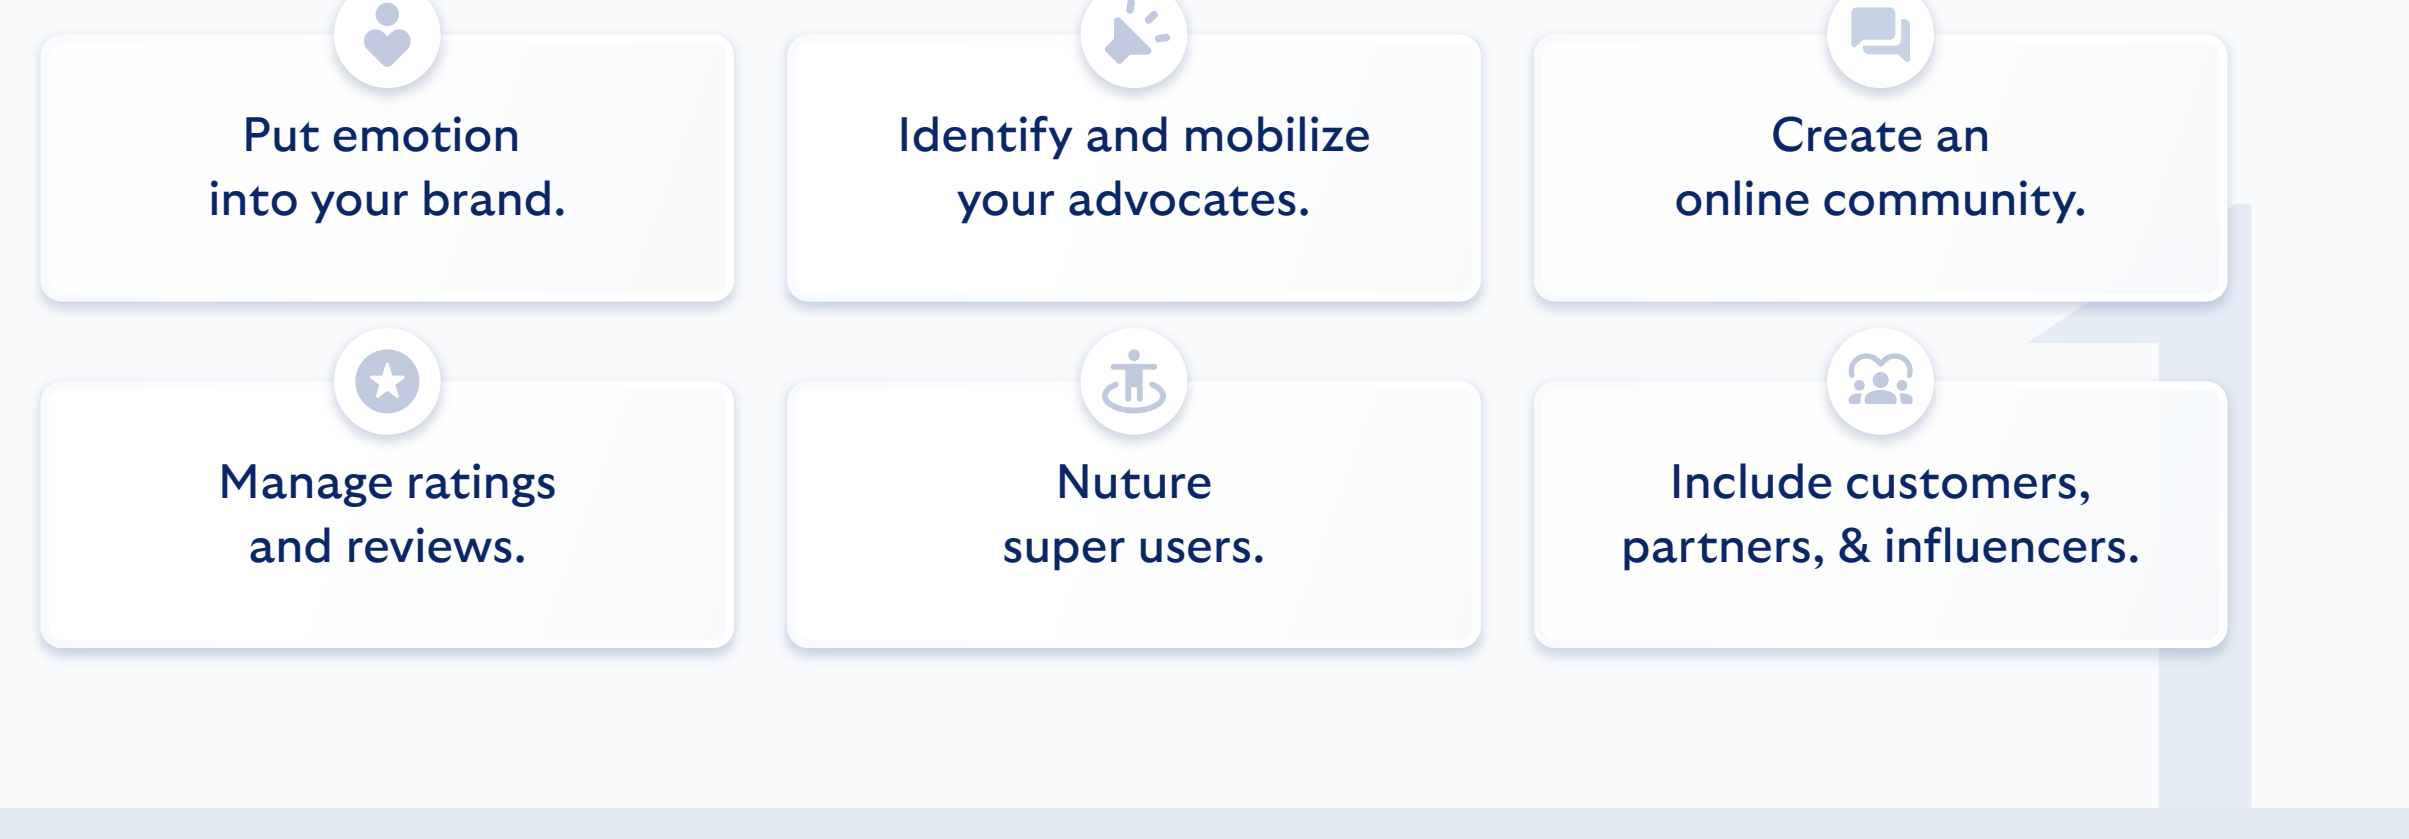 Put emotion
into your brand.
Identify and mobilize
your advocates.
Create an
online community.
Manage ratings
and reviews.
Nuture
super users.
Include customers,
partners, & influencers.